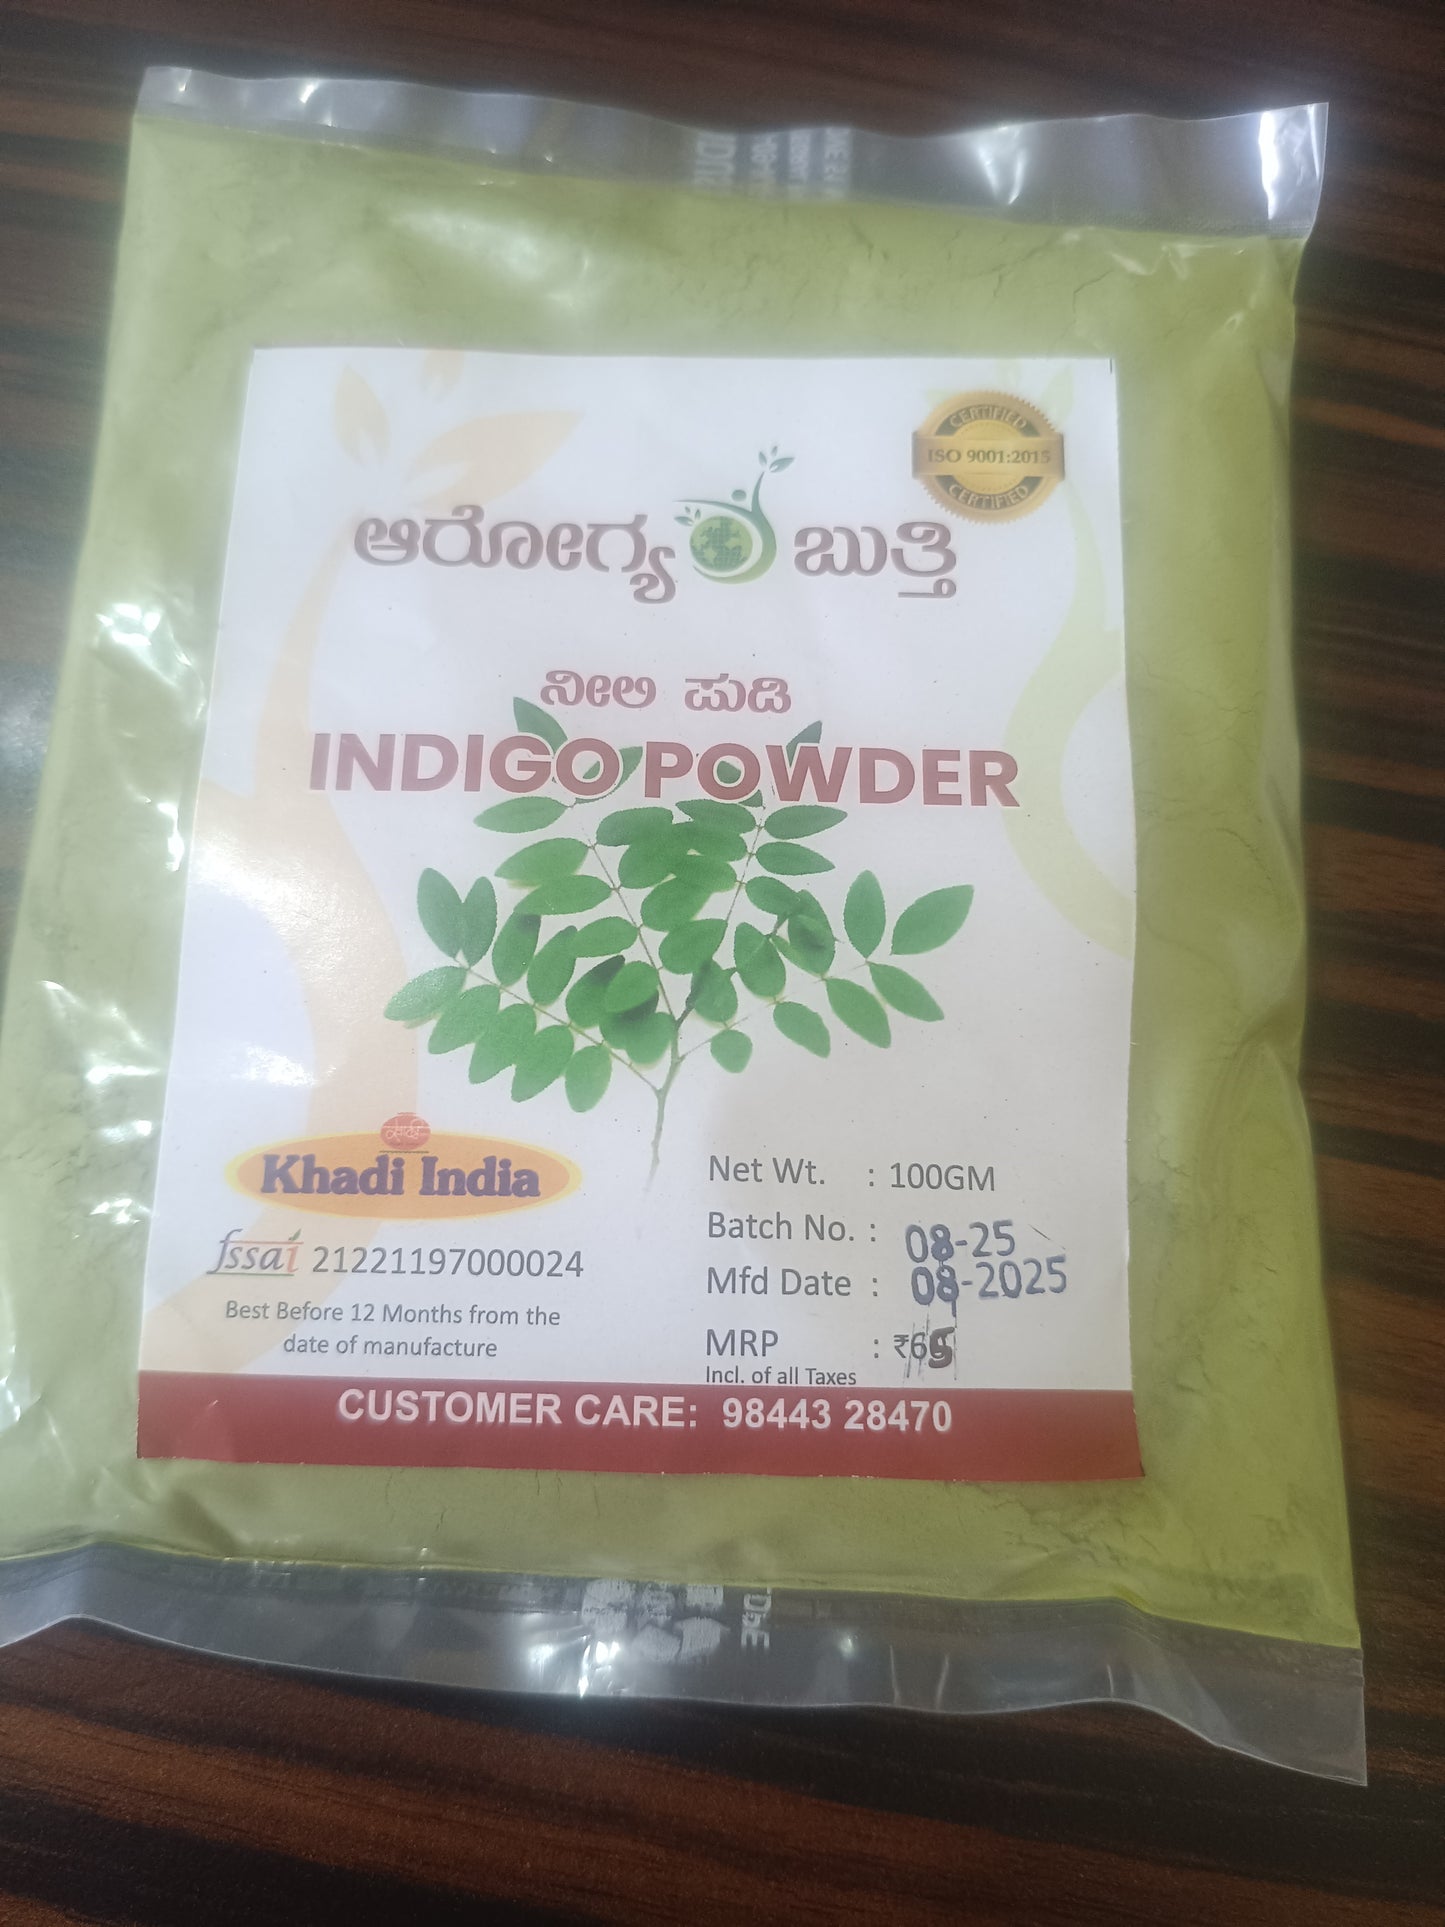 CERTIFIED
ISO 9001:2015
CERTIFIED
ಆರೋಗ್ಯ ಬುತ್ತಿ
ನೀಲಿ ಪುಡಿ
INDIGO POWDER
Khadi India
fssai 21221197000024
Best Before 12 Months from the
date of manufacture
Net Wt. : 100GM
Batch No. : 08-25
Mfd Date : 08-2025
MRP : ₹65
Incl. of all Taxes
CUSTOMER CARE: 98443 28470